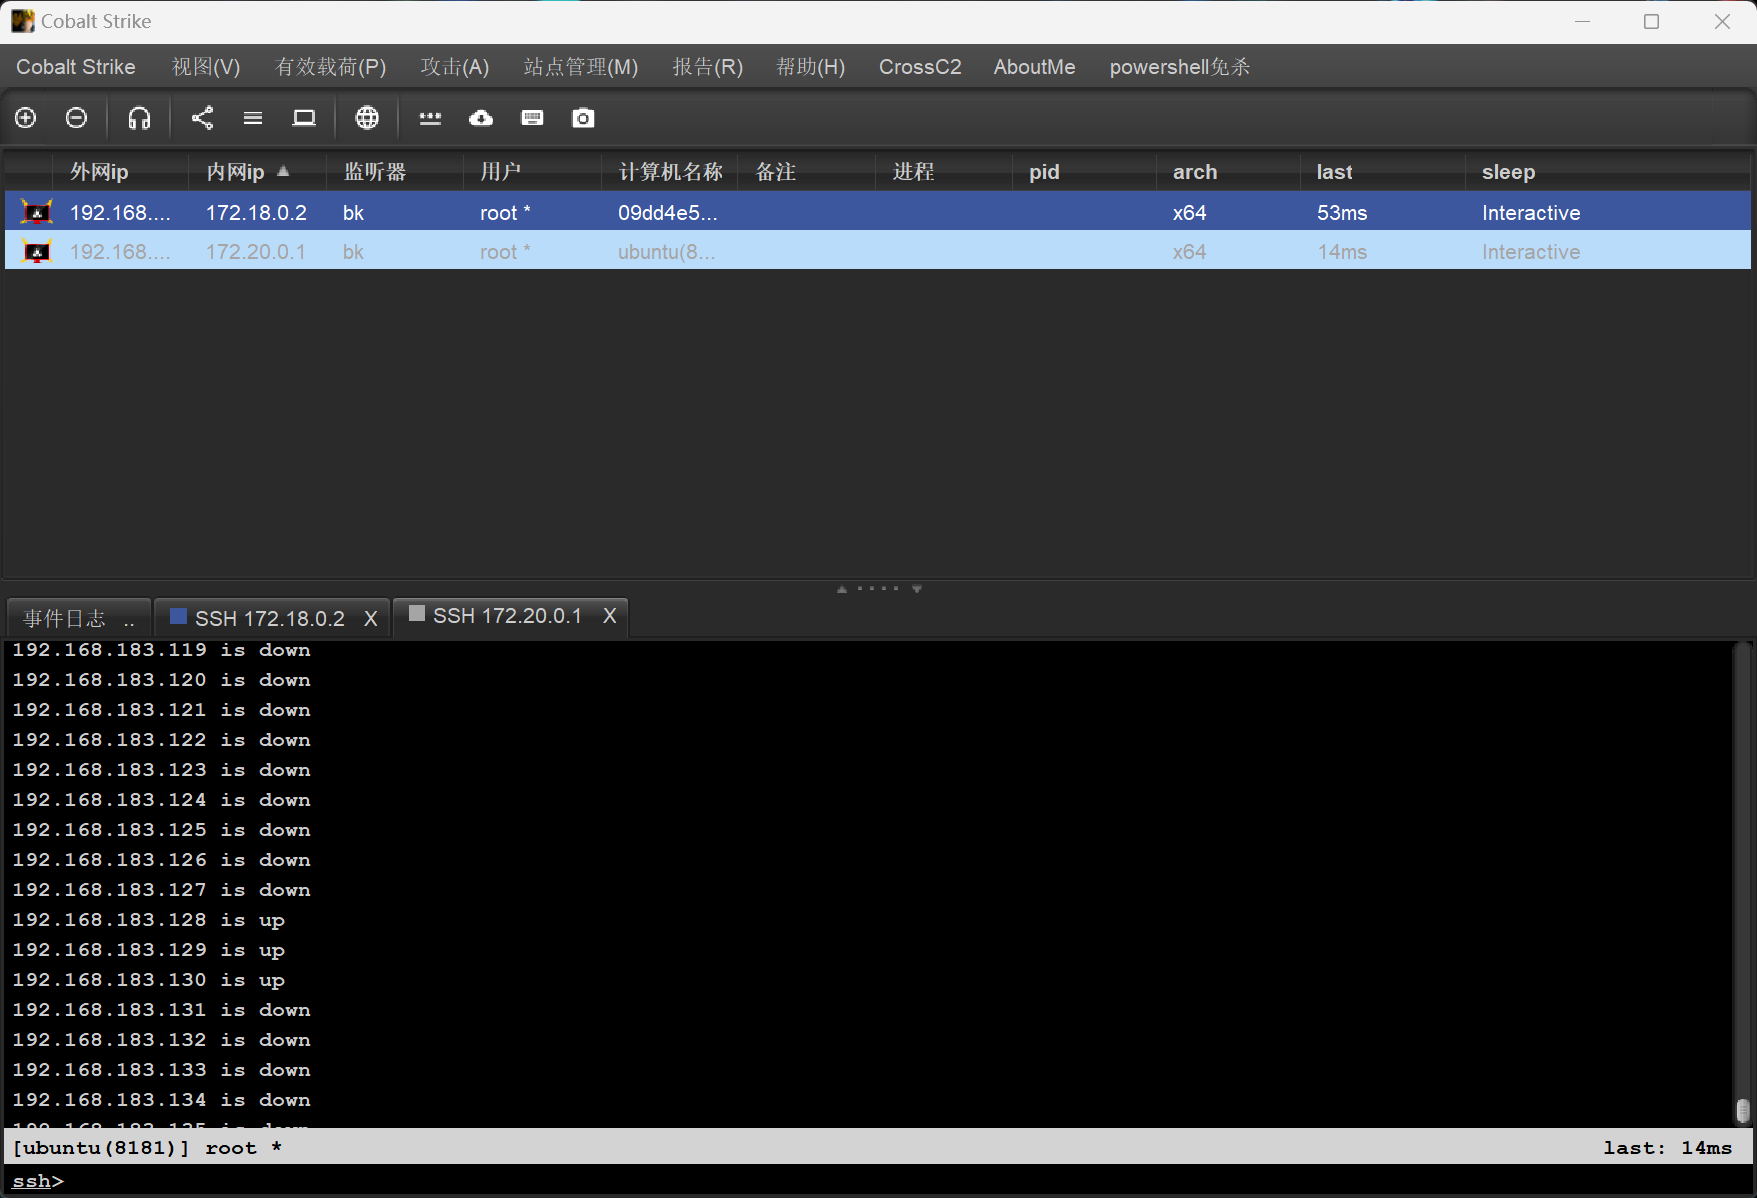 Cobalt Strike
Cobalt Strike 视图(V) 有效载荷(P) 攻击(A) 站点管理(M) 报告(R) 帮助(H) CrossC2 AboutMe powershell免杀
外网ip 内网ip 监听器 用户 计算机名称 备注 进程 pid arch last sleep
192.168.... 172.18.0.2 bk root * 09dd4e5... x64 53ms Interactive
192.168.... 172.20.0.1 bk root * ubuntu(8... x64 14ms Interactive
事件日志 .. SSH 172.18.0.2 X SSH 172.20.0.1 X
192.168.183.119 is down
192.168.183.120 is down
192.168.183.121 is down
192.168.183.122 is down
192.168.183.123 is down
192.168.183.124 is down
192.168.183.125 is down
192.168.183.126 is down
192.168.183.127 is down
192.168.183.128 is up
192.168.183.129 is up
192.168.183.130 is up
192.168.183.131 is down
192.168.183.132 is down
192.168.183.133 is down
192.168.183.134 is down
192.168.183.135 is down
[ubuntu(8181)] root * last: 14ms
ssh>